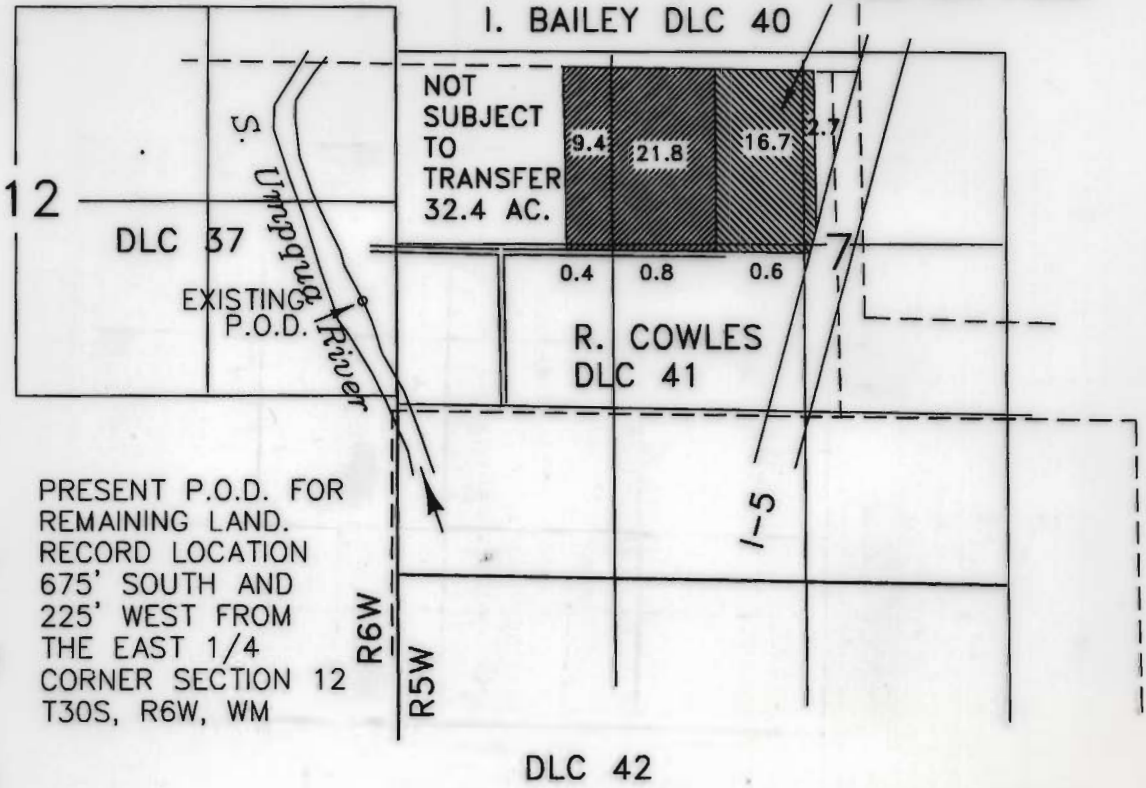 I. BAILEY DLC 40
NOT
SUBJECT
TO
TRANSFER
32.4 AC.
9.4
21.8
16.7
2.7
12
S. Umpqua River
DLC 37
7
0.4
0.8
0.6
EXISTING
P.O.D.
R. COWLES
DLC 41
I-5
PRESENT P.O.D. FOR
REMAINING LAND.
RECORD LOCATION
675' SOUTH AND
225' WEST FROM
THE EAST 1/4
CORNER SECTION 12
T30S, R6W, WM
R6W
R5W
DLC 42